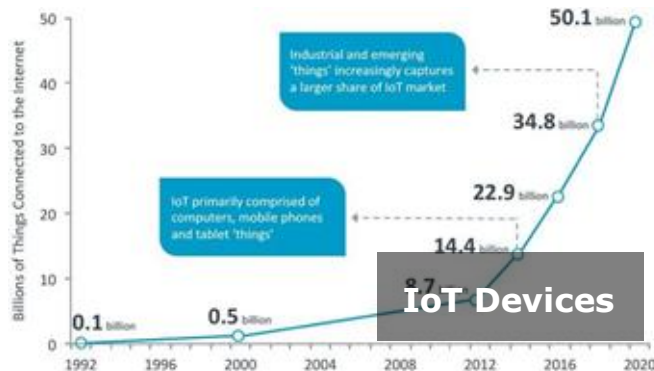 Billions of Things Connected to the Internet
50
40
30
20
10
0
50.1 billion
Industrial and emerging
'things' increasingly captures
a larger share of IoT market
34.8 billion
22.9 billion
IoT primarily comprised of
computers, mobile phones
and tablet 'things'
14.4 billion
8.7
IoT Devices
0.1 billion
0.5 billion
1992 1996 2000 2004 2008 2012 2016 2020